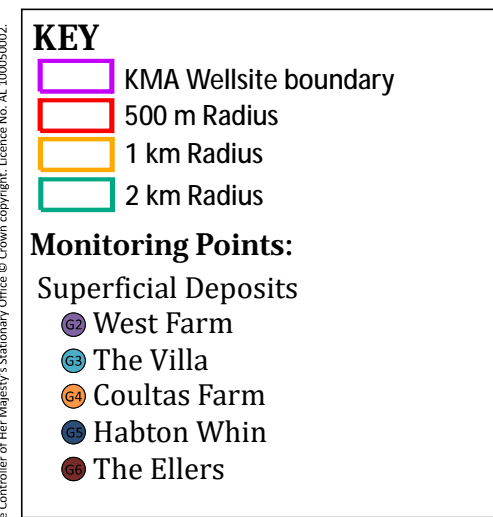 e Controller of Her Majesty's Stationary Office © Crown copyright. Licence No. AL 100050002.
KEY
KMA Wellsite boundary
500 m Radius
1 km Radius
2 km Radius
Monitoring Points:
Superficial Deposits
G2 West Farm
G3 The Villa
G4 Coultas Farm
G5 Habton Whin
G6 The Ellers